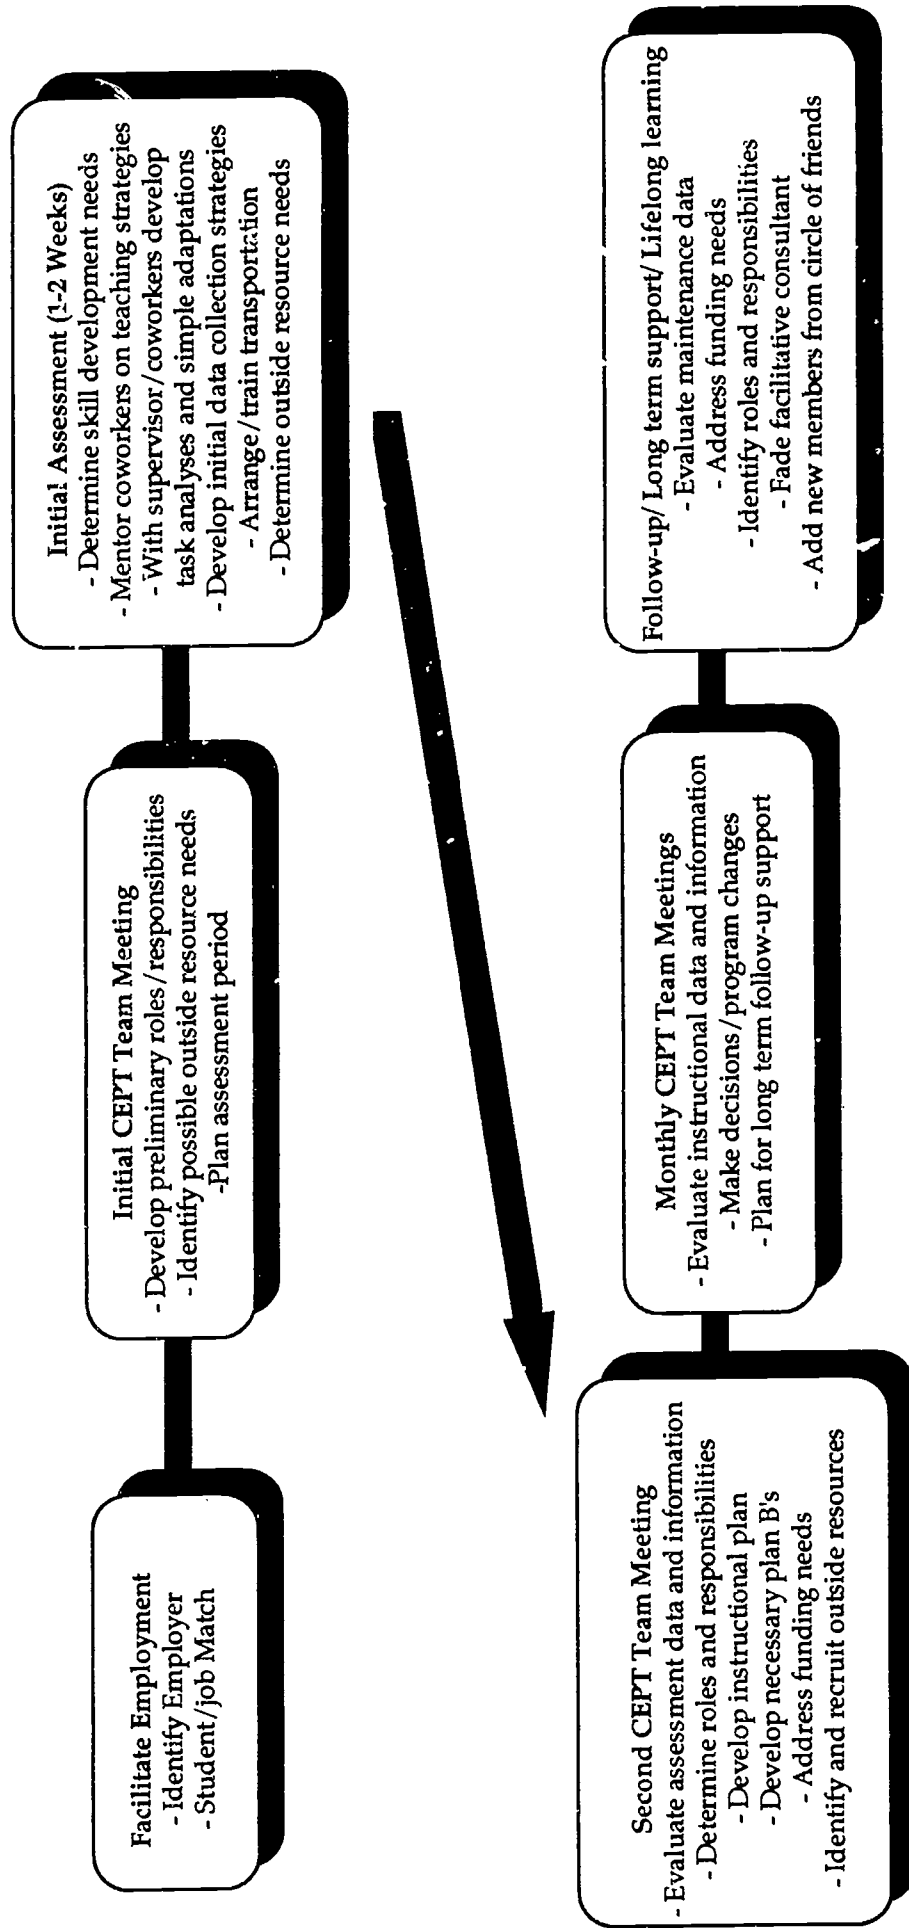 Facilitate Employment
- Identify Employer
- Student/job Match
Initial CEPT Team Meeting
- Develop preliminary roles/responsibilities
- Identify possible outside resource needs
-Plan assessment period
Initial Assessment (1-2 Weeks)
- Determine skill development needs
- Mentor coworkers on teaching strategies
- With supervisor/coworkers develop
task analyses and simple adaptations
- Develop initial data collection strategies
- Arrange/train transportation
- Determine outside resource needs
Second CEPT Team Meeting
- Evaluate assessment data and information
- Determine roles and responsibilities
- Develop instructional plan
- Develop necessary plan B's
- Address funding needs
- Identify and recruit outside resources
Monthly CEPT Team Meetings
- Evaluate instructional data and information
- Make decisions/program changes
- Plan for long term follow-up support
Follow-up/ Long term support/ Lifelong learning
- Evaluate maintenance data
- Address funding needs
- Identify roles and responsibilities
- Fade facilitative consultant
- Add new members from circle of friends